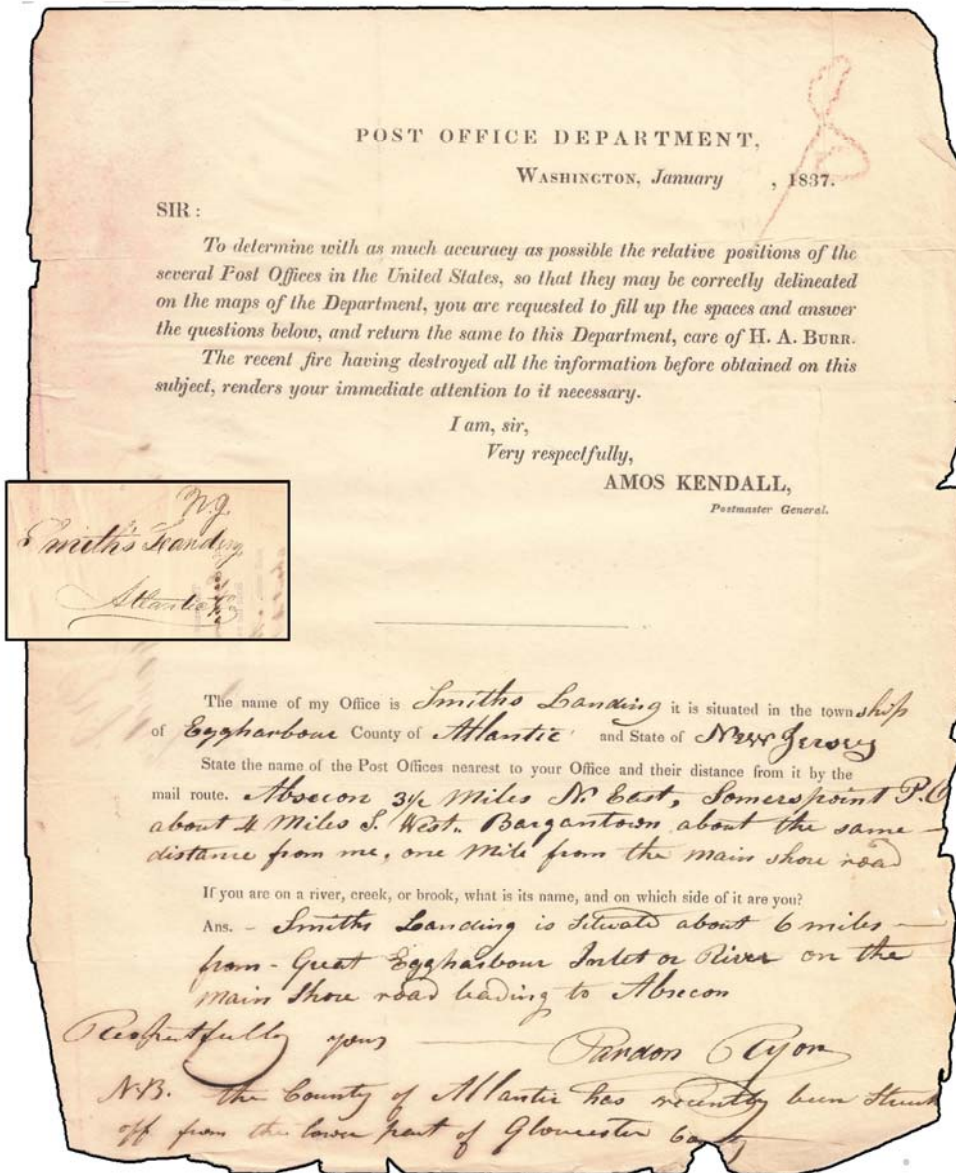 POST OFFICE DEPARTMENT,
WASHINGTON, January , 1837.
SIR :
To determine with as much accuracy as possible the relative positions of the
several Post Offices in the United States, so that they may be correctly delineated
on the maps of the Department, you are requested to fill up the spaces and answer
the questions below, and return the same to this Department, care of H. A. BURR.
The recent fire having destroyed all the information before obtained on this
subject, renders your immediate attention to it necessary.
I am, sir,
Very respectfully,
AMOS KENDALL,
Postmaster General.
N.J.
Smith's Landing
Atlantic
The name of my Office is Smiths Landing it is situated in the township
of Eggharbour County of Atlantic and State of New Jersey
State the name of the Post Offices nearest to your Office and their distance from it by the
mail route. Absecon 3½ Miles N. East, Somerspoint P.O
about 4 Miles S. West. Bargantown about the same
distance from me, one Mile from the main shore road
If you are on a river, creek, or brook, what is its name, and on which side of it are you?
Ans. - Smiths Landing is Situate about 6 miles
from - Great Eggharbour Inlet or River on the
main Shore road leading to Absecon
Respectfully yours Pardon Ryon
N.B. the County of Atlantic has recently been Struck
off from the lower part of Gloucester County